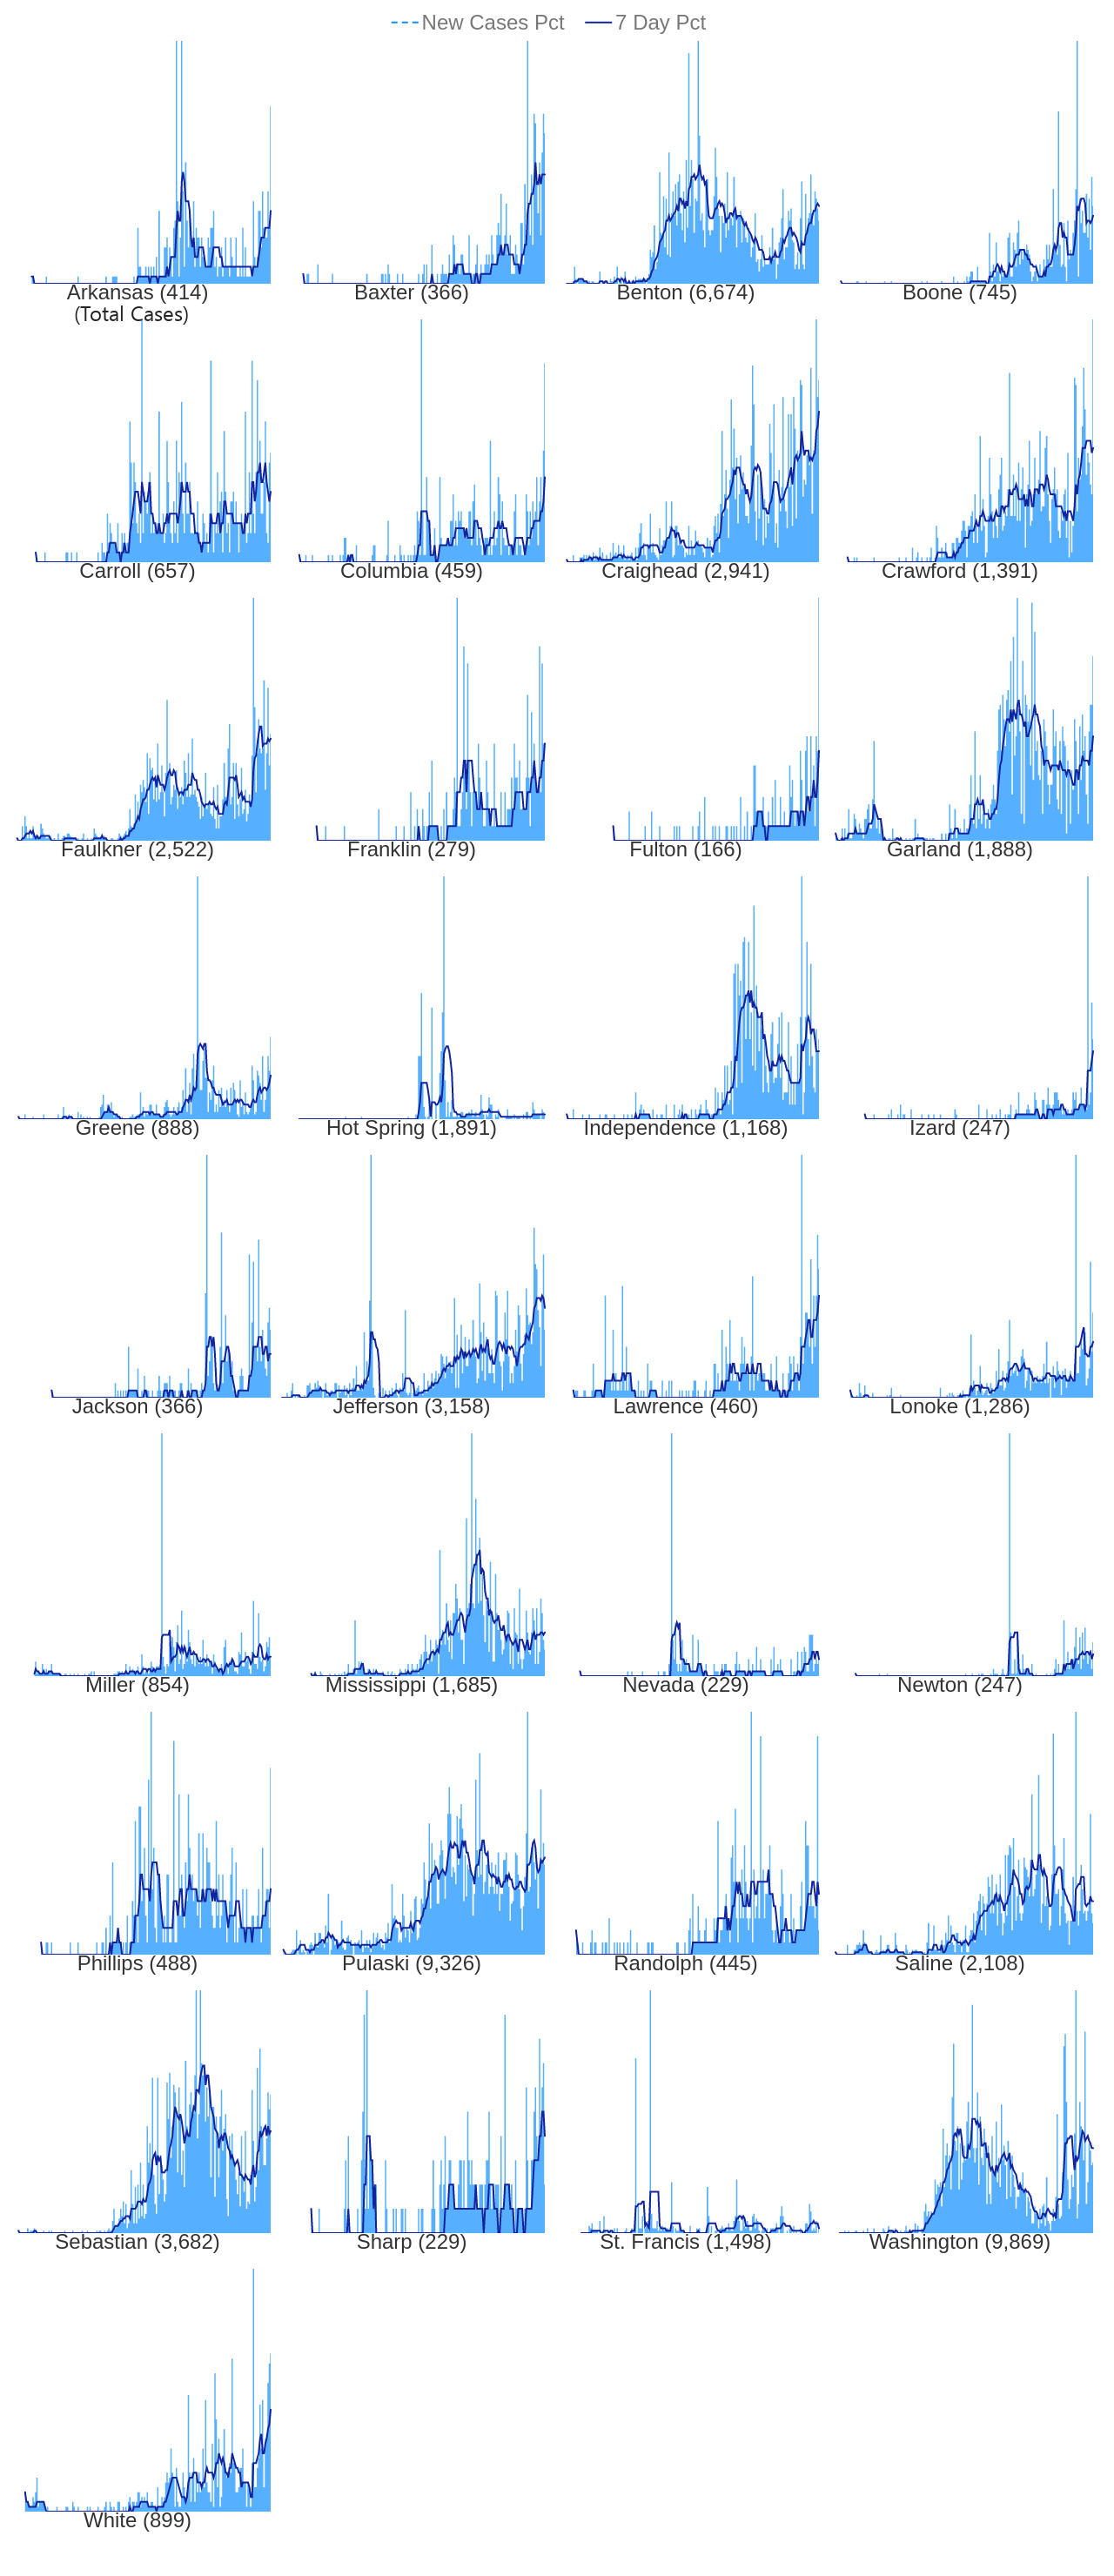 New Cases Pct 7 Day Pct
Arkansas (414) Baxter (366) Benton (6,674) Boone (745)
(Total Cases)
Carroll (657) Columbia (459) Craighead (2,941) Crawford (1,391)
Faulkner (2,522) Franklin (279) Fulton (166) Garland (1,888)
Greene (888) Hot Spring (1,891) Independence (1,168) Izard (247)
Jackson (366) Jefferson (3,158) Lawrence (460) Lonoke (1,286)
Miller (854) Mississippi (1,685) Nevada (229) Newton (247)
Phillips (488) Pulaski (9,326) Randolph (445) Saline (2,108)
Sebastian (3,682) Sharp (229) St. Francis (1,498) Washington (9,869)
White (899)